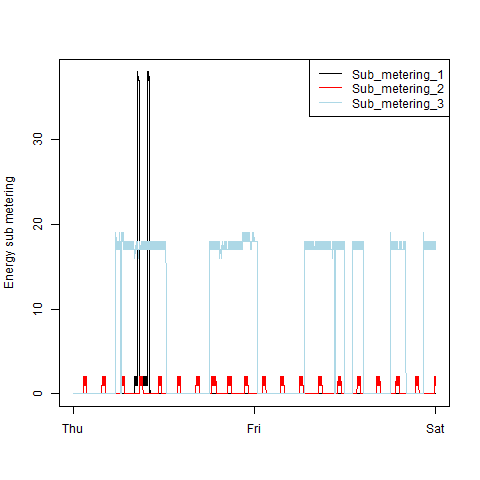 Sub_metering_1
Sub_metering_2
Sub_metering_3
Energy sub metering
30
20
10
0
Thu
Fri
Sat